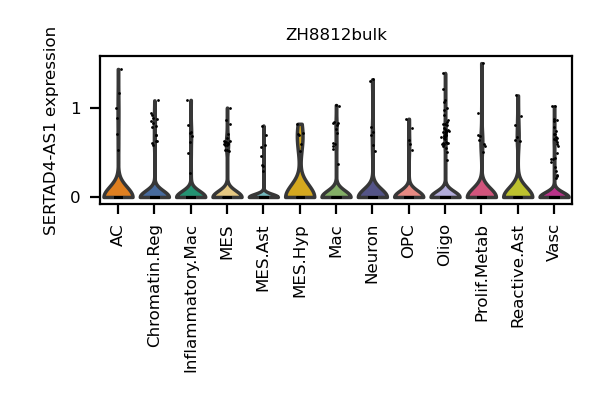 ZH8812bulk
SERTAD4-AS1 expression
1
0
AC
Chromatin.Reg
Inflammatory.Mac
MES
MES.Ast
MES.Hyp
Mac
Neuron
OPC
Oligo
Prolif.Metab
Reactive.Ast
Vasc